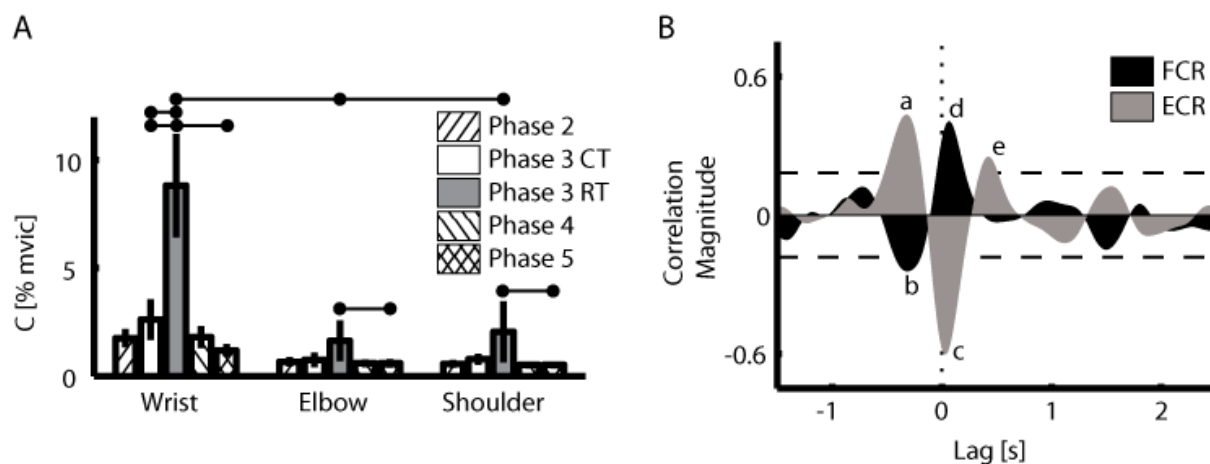 A
C [% mvic]
10
5
0
Phase 2
Phase 3 CT
Phase 3 RT
Phase 4
Phase 5
Wrist
Elbow
Shoulder
B
Correlation
Magnitude
0.6
0
-0.6
FCR
ECR
a
d
e
b
c
-1
0
1
2
Lag [s]